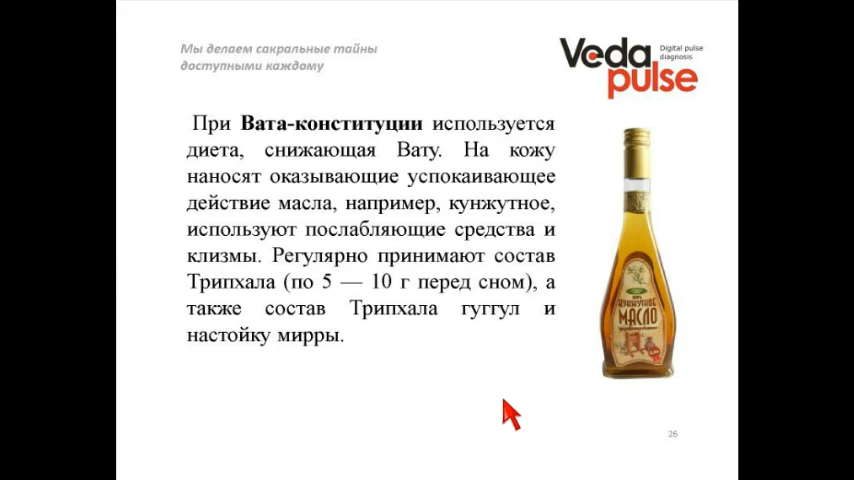 Мы делаем сакральные тайны
доступными каждому
Veda
pulse
Digital pulse
diagnosis
При Вата-конституции используется
диета, снижающая Вату. На кожу
наносят оказывающие успокаивающее
действие масла, например, кунжутное,
используют послабляющие средства и
клизмы. Регулярно принимают состав
Трипхала (по 5 — 10 г перед сном), а
также состав Трипхала гуггул и
настойку мирры.
КУНЖУТНОЕ
МАСЛО
26